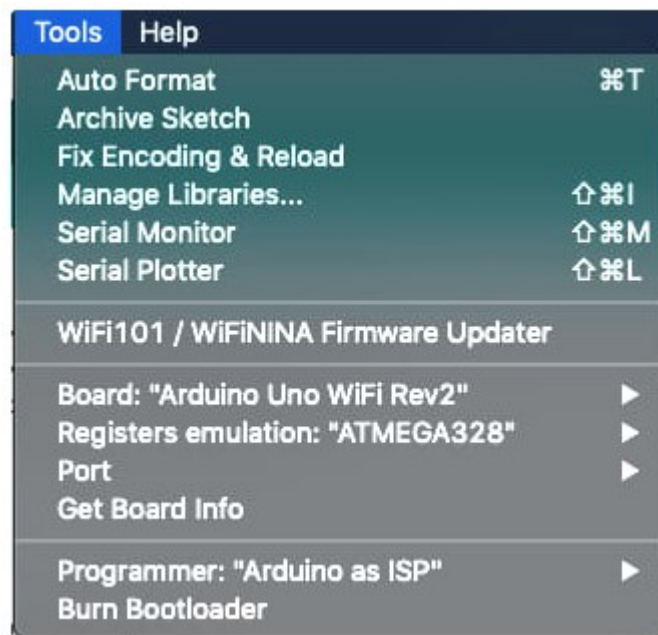 Tools Help
Auto Format ⌘T
Archive Sketch
Fix Encoding & Reload
Manage Libraries... ⇧⌘I
Serial Monitor ⇧⌘M
Serial Plotter ⇧⌘L
WiFi101 / WiFiNINA Firmware Updater
Board: "Arduino Uno WiFi Rev2"
Registers emulation: "ATMEGA328"
Port
Get Board Info
Programmer: "Arduino as ISP"
Burn Bootloader